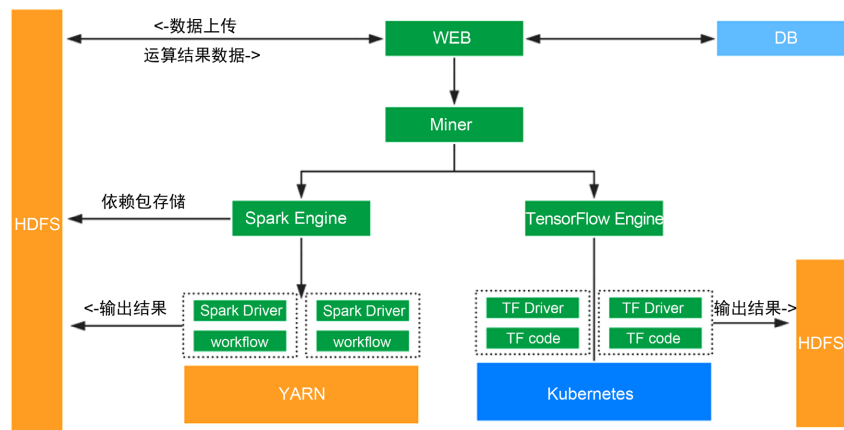 <-数据上传
WEB
DB
运算结果数据->
Miner
依赖包存储
HDFS
Spark Engine
TensorFlow Engine
<-输出结果
Spark Driver
Spark Driver
TF Driver
TF Driver
输出结果->
workflow
workflow
TF code
TF code
HDFS
YARN
Kubernetes